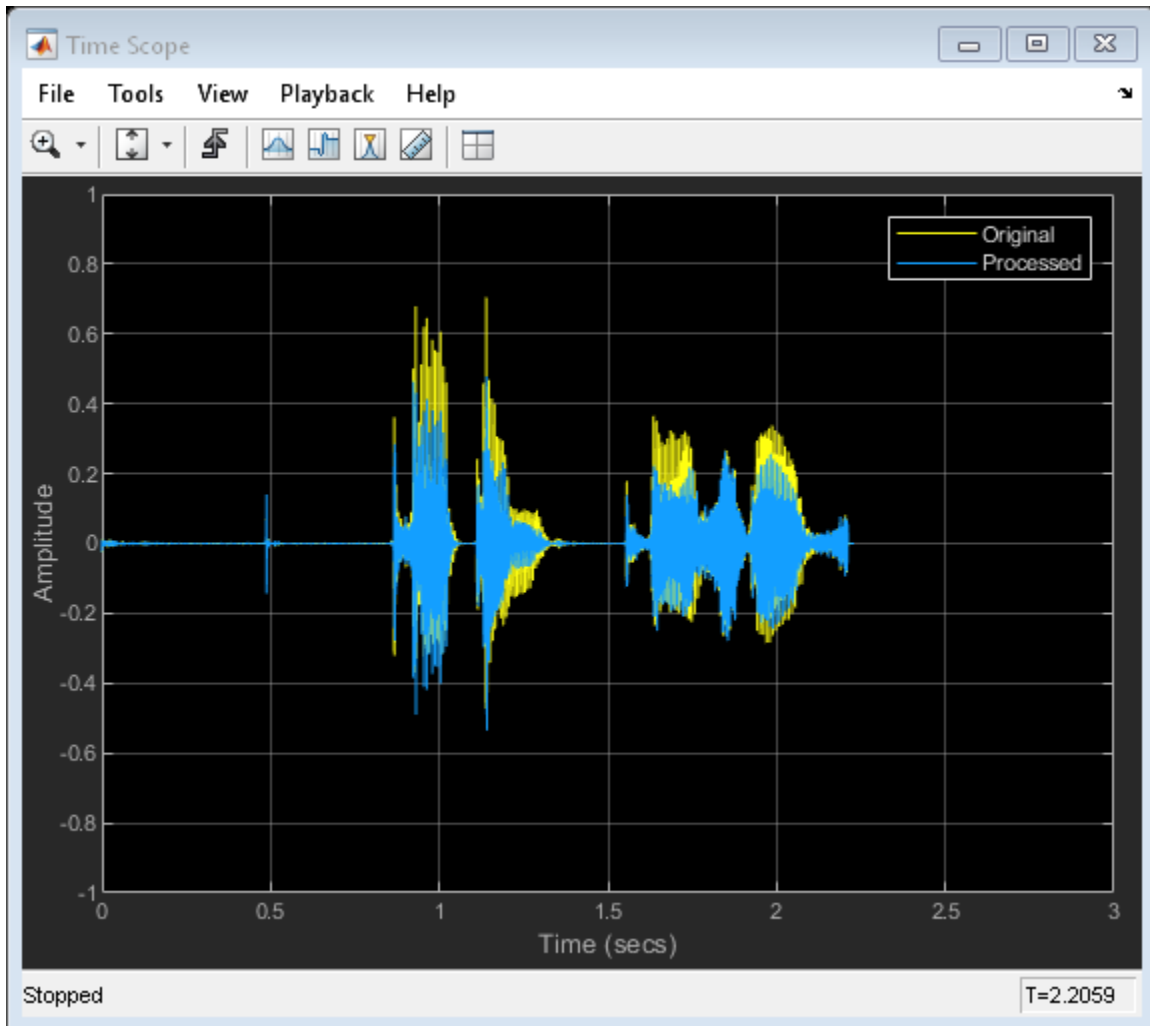 Time Scope
File Tools View Playback Help
Original
Processed
1
0.8
0.6
0.4
0.2
0
-0.2
-0.4
-0.6
-0.8
-1
Amplitude
0 0.5 1 1.5 2 2.5 3
Time (secs)
Stopped T=2.2059